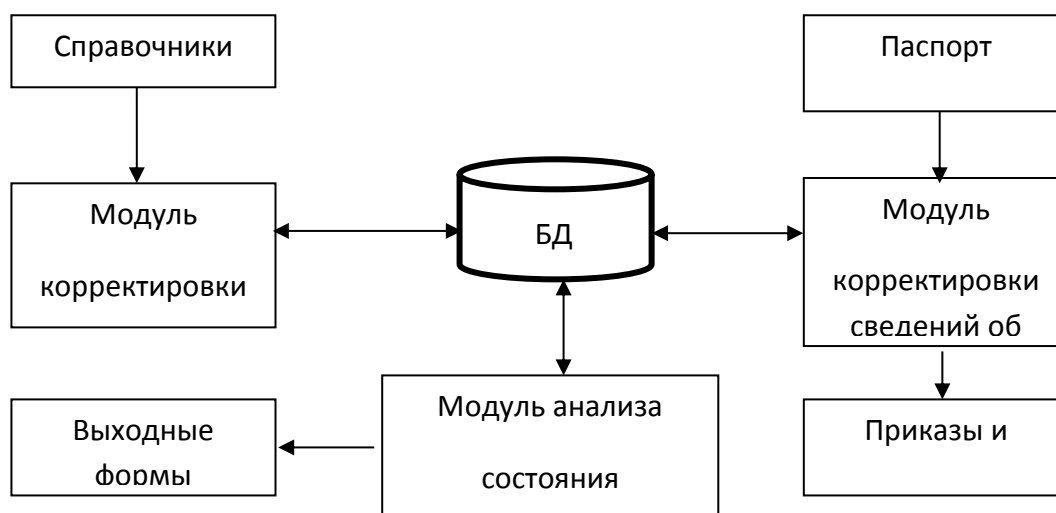 Справочники
Паспорт
Модуль
корректировки
БД
Модуль
корректировки
сведений об
Выходные
формы
Модуль анализа
состояния
Приказы и